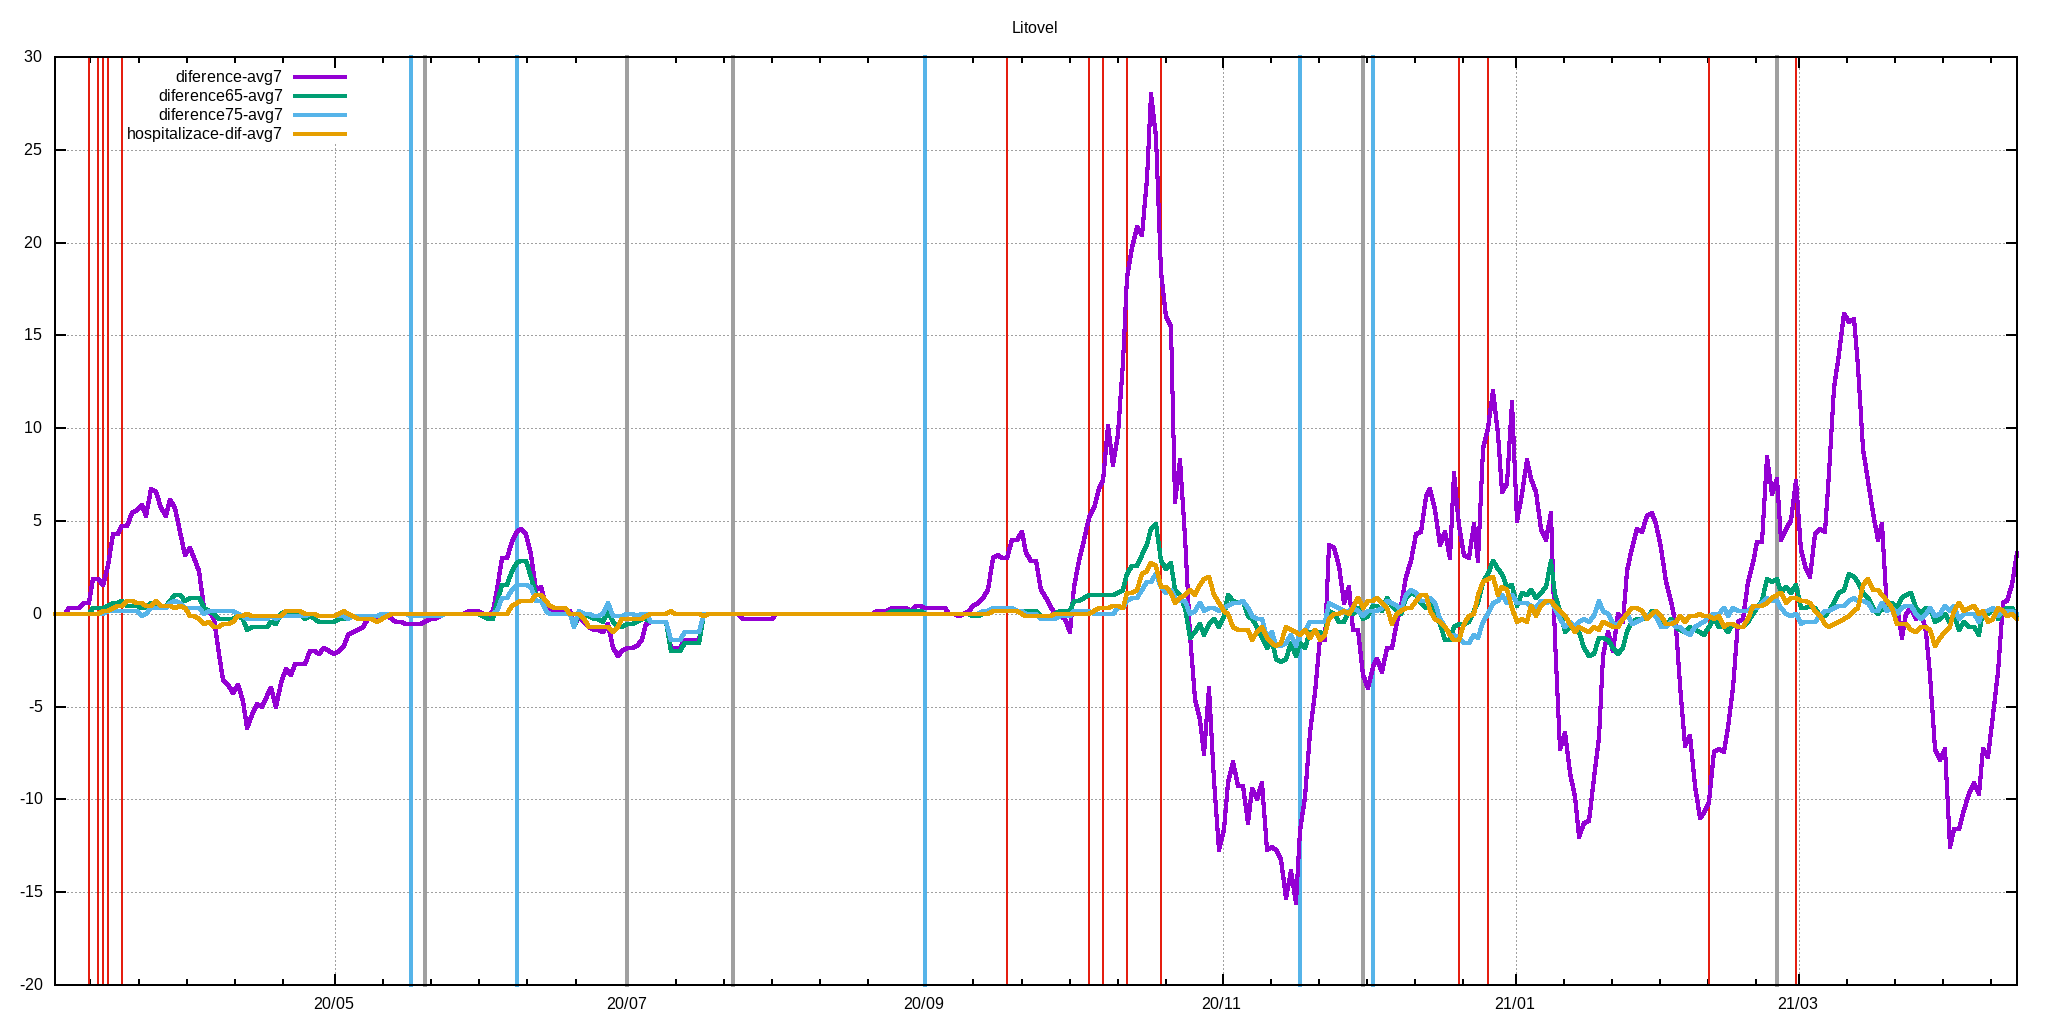 Litovel
30
diference-avg7
diference65-avg7
diference75-avg7
hospitalizace-dif-avg7
25
20
15
10
5
0
-5
-10
-15
-20
20/05 20/07 20/09 20/11 21/01 21/03